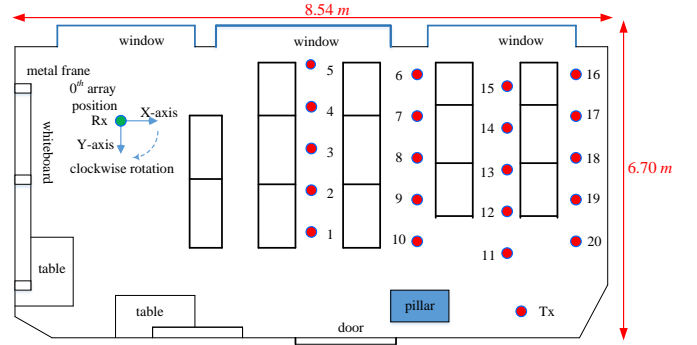 8.54 m
window
window
window
metal frane
0th array
position
Rx
X-axis
Y-axis
clockwise rotation
whiteboard
5
4
3
2
1
6
7
8
9
10
15
14
13
12
11
16
17
18
19
20
6.70 m
table
table
pillar
door
Tx